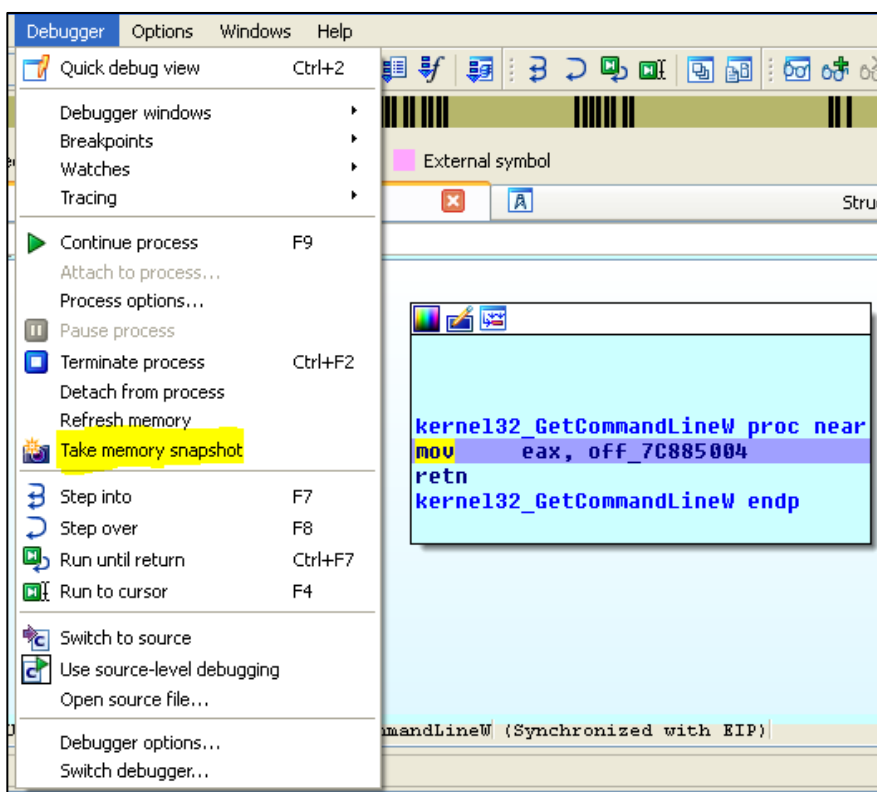 Debugger Options Windows Help
Quick debug view Ctrl+2
Debugger windows
Breakpoints
Watches
Tracing
Continue process F9
Attach to process...
Process options...
Pause process
Terminate process Ctrl+F2
Detach from process
Refresh memory
Take memory snapshot
Step into F7
Step over F8
Run until return Ctrl+F7
Run to cursor F4
Switch to source
Use source-level debugging
Open source file...
Debugger options...
Switch debugger...
External symbol
Stru
kernel32_GetCommandLineW proc near
mov eax, off_7C885004
retn
kernel32_GetCommandLineW endp
mmandLineW (Synchronized with EIP)